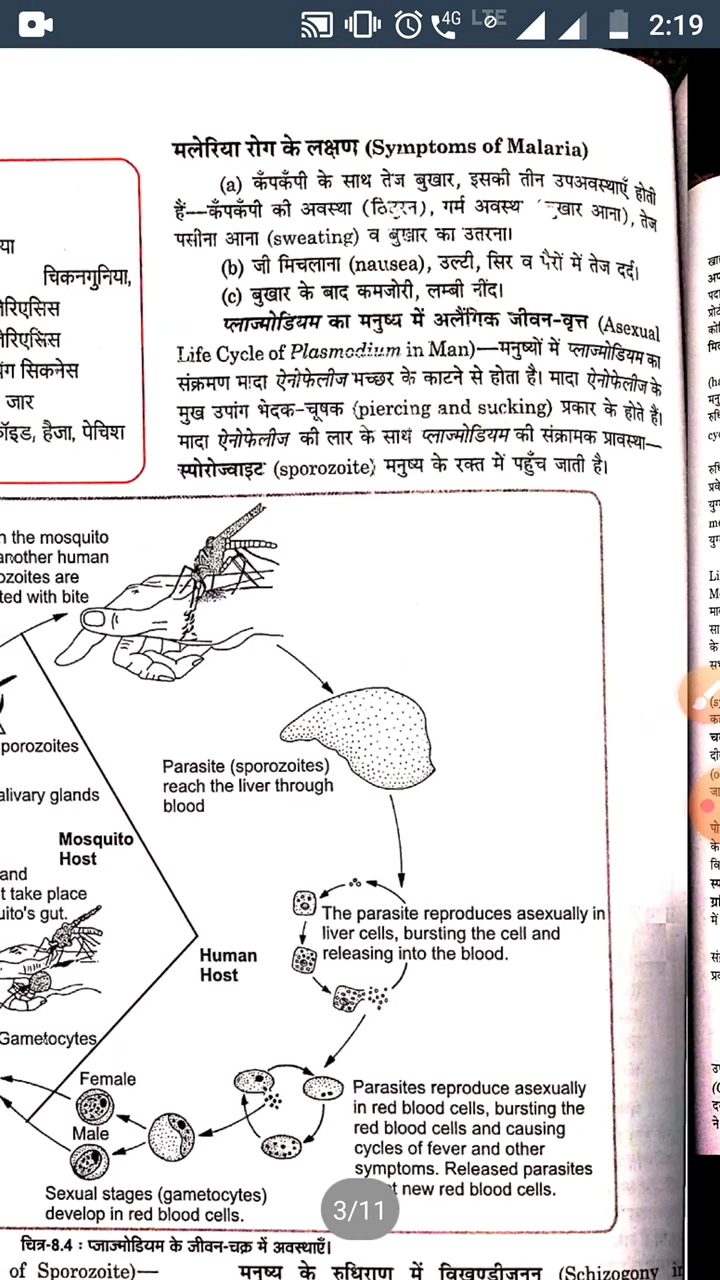 2:19
4G
LTE
मलेरिया रोग के लक्षण (Symptoms of Malaria)
(a) कँपकँपी के साथ तेज बुखार, इसकी तीन उपअवस्थाएँ होती
हैं—कँपकँपी की अवस्था (ठिठुरन), गर्म अवस्था आना), तेज
पसीना आना (sweating) व बुखार का उतरना।
(b) जी मिचलाना (nausea), उल्टी, सिर व पैरों में तेज दर्द।
(c) बुखार के बाद कमजोरी, लम्बी नींद।
प्लाज्मोडियम का मनुष्य में अलैंगिक जीवन-वृत्त (Asexual
Life Cycle of Plasmodium in Man)—मनुष्यों में प्लाज्मोडियम का
संक्रमण मादा ऐनोफेलीज मच्छर के काटने से होता है। मादा ऐनोफेलीज के
मुख उपांग भेदक-चूषक (piercing and sucking) प्रकार के होते हैं।
मादा ऐनोफेलीज की लार के साथ प्लाज्मोडियम की संक्रामक प्रावस्था—
स्पोरोज्वाइट (sporozoite) मनुष्य के रक्त में पहुँच जाती है।
चिकनगुनिया,
सिकनेस
जार
हैजा, पेचिश
the mosquito
another human
are
with bite
Parasite (sporozoites)
reach the liver through
blood
glands
Mosquito
Host
and
take place
gut.
The parasite reproduces asexually in
liver cells, bursting the cell and
releasing into the blood.
Human
Host
Gametocytes
Female
Male
Parasites reproduce asexually
in red blood cells, bursting the
red blood cells and causing
cycles of fever and other
symptoms. Released parasites
new red blood cells.
Sexual stages (gametocytes)
develop in red blood cells.
3/11
चित्र-8.4 : प्लाज्मोडियम के जीवन-चक्र में अवस्थाएँ।
of Sporozoite)—
मनुष्य के रुधिराणु में विखण्डीजनन (Schizogony in